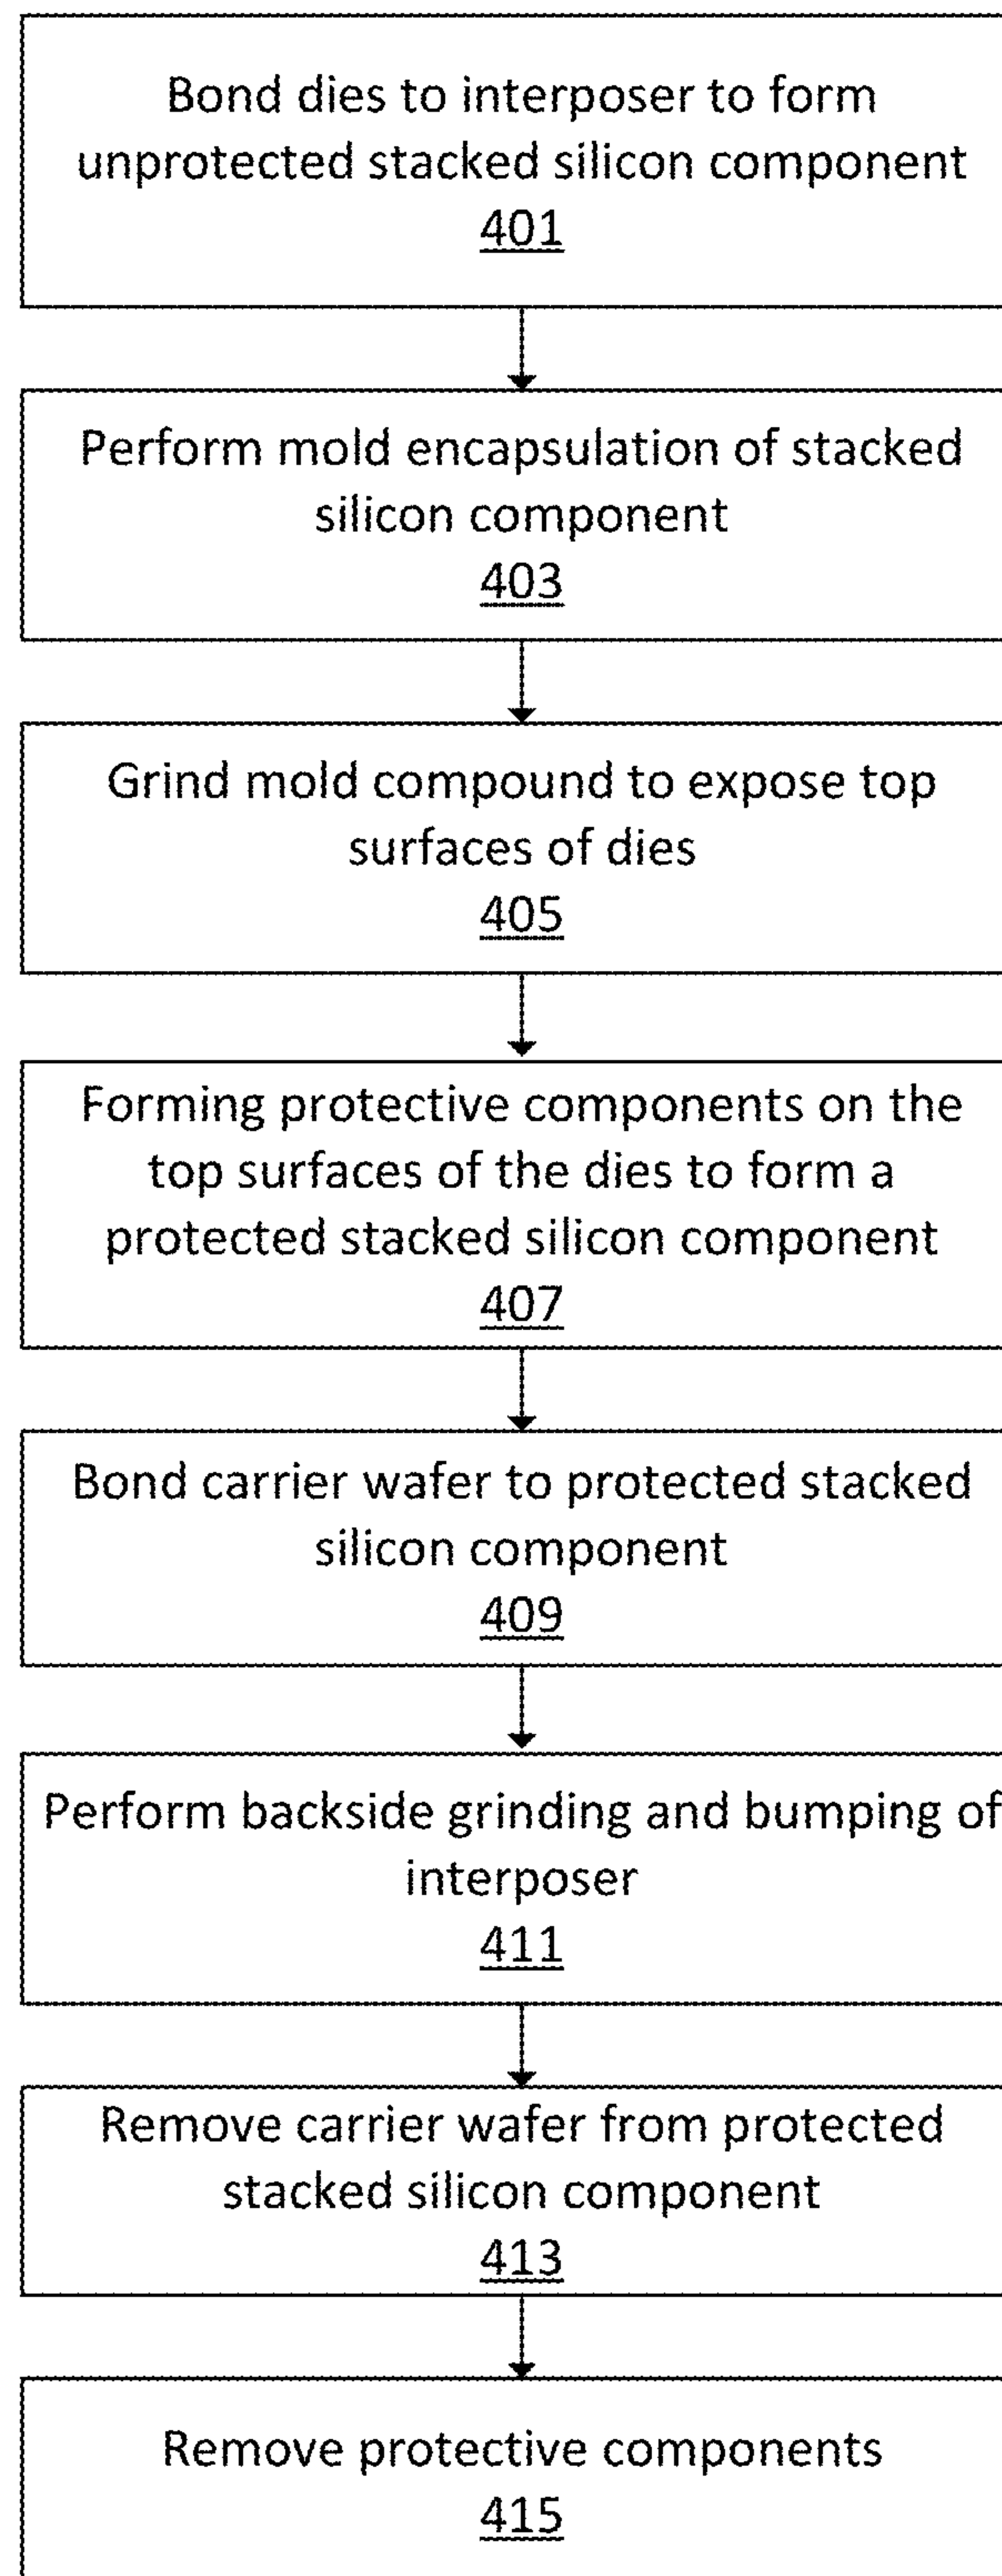 Bond dies to interposer to form
unprotected stacked silicon component
401
Perform mold encapsulation of stacked
silicon component
403
Grind mold compound to expose top
surfaces of dies
405
Forming protective components on the
top surfaces of the dies to form a
protected stacked silicon component
407
Bond carrier wafer to protected stacked
silicon component
409
Perform backside grinding and bumping of
interposer
411
Remove carrier wafer from protected
stacked silicon component
413
Remove protective components
415